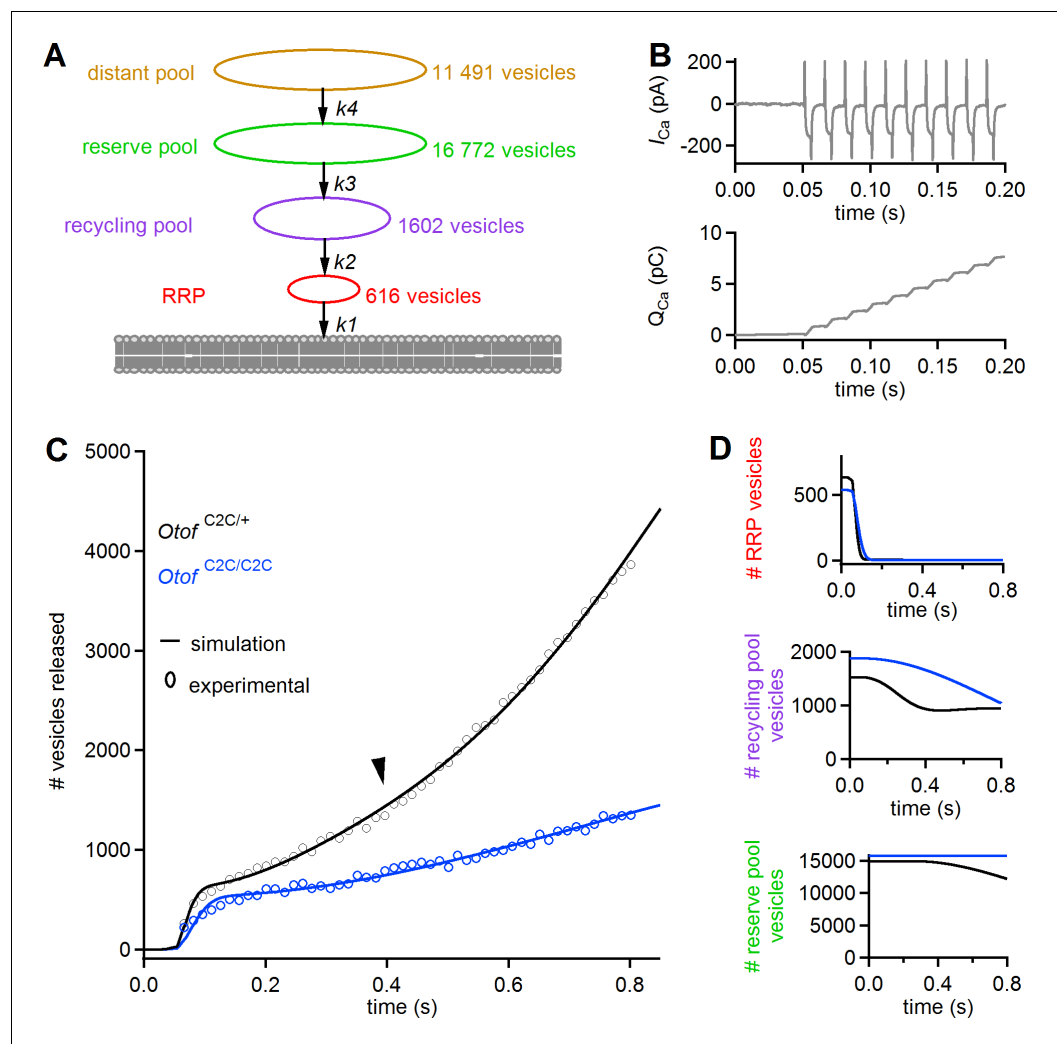 A
distant pool
11 491 vesicles
k4
reserve pool
16 772 vesicles
k3
recycling pool
1602 vesicles
k2
RRP
616 vesicles
k1
B
I Ca (pA)
200
0
-200
0.00 0.05 0.10 0.15 0.20
time (s)
Q Ca (pC)
10
5
0
0.00 0.05 0.10 0.15 0.20
time (s)
C
# vesicles released
5000
4000
3000
2000
1000
0
Otof C2C/+
Otof C2C/C2C
simulation
experimental
0.0 0.2 0.4 0.6 0.8
time (s)
D
# RRP vesicles
500
0
0.0 0.4 0.8
time (s)
# recycling pool
vesicles
2000
1000
0
0.0 0.4 0.8
time (s)
# reserve pool
vesicles
15000
10000
5000
0
0.0 0.4 0.8
time (s)